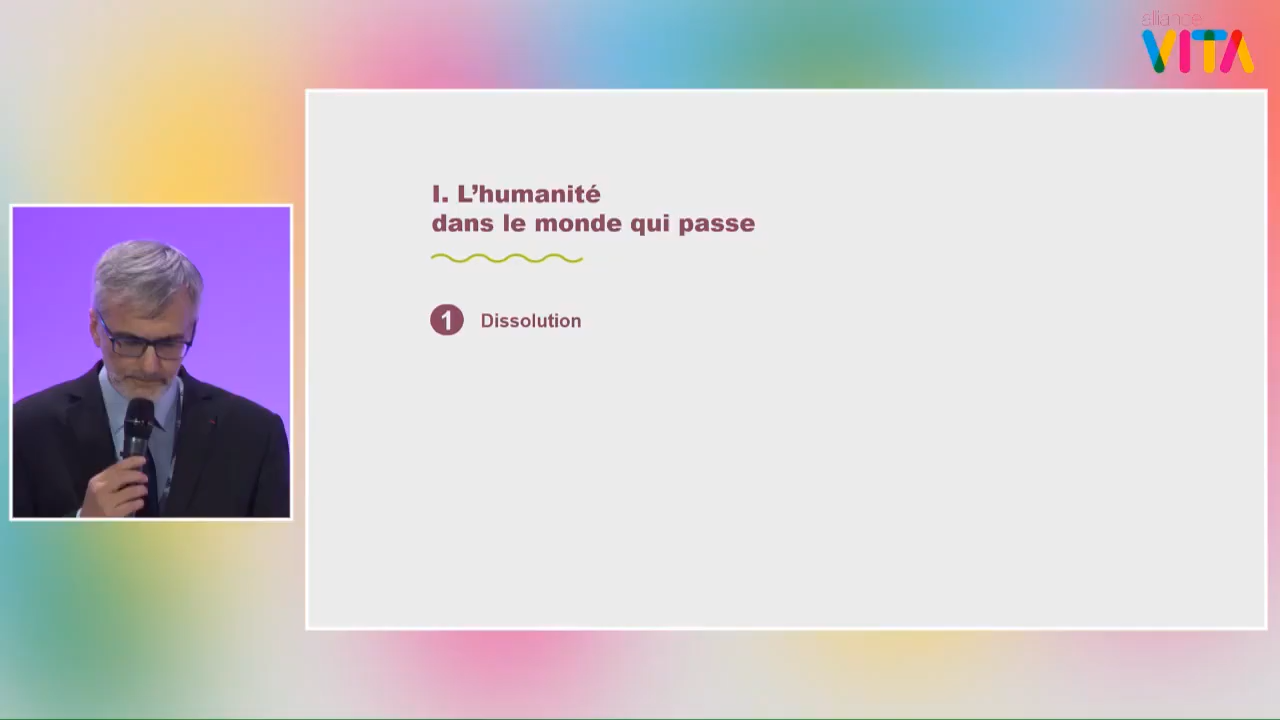 alliance
VITA
I. L'humanité
dans le monde qui passe
1 Dissolution